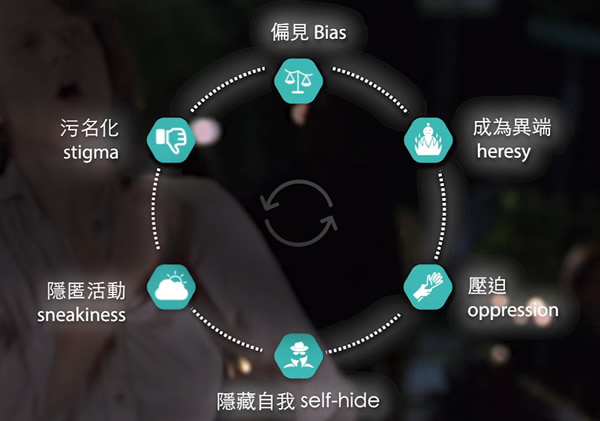 偏見 Bias
污名化
stigma
成為異端
heresy
隱匿活動
sneakiness
壓迫
oppression
隱藏自我 self-hide